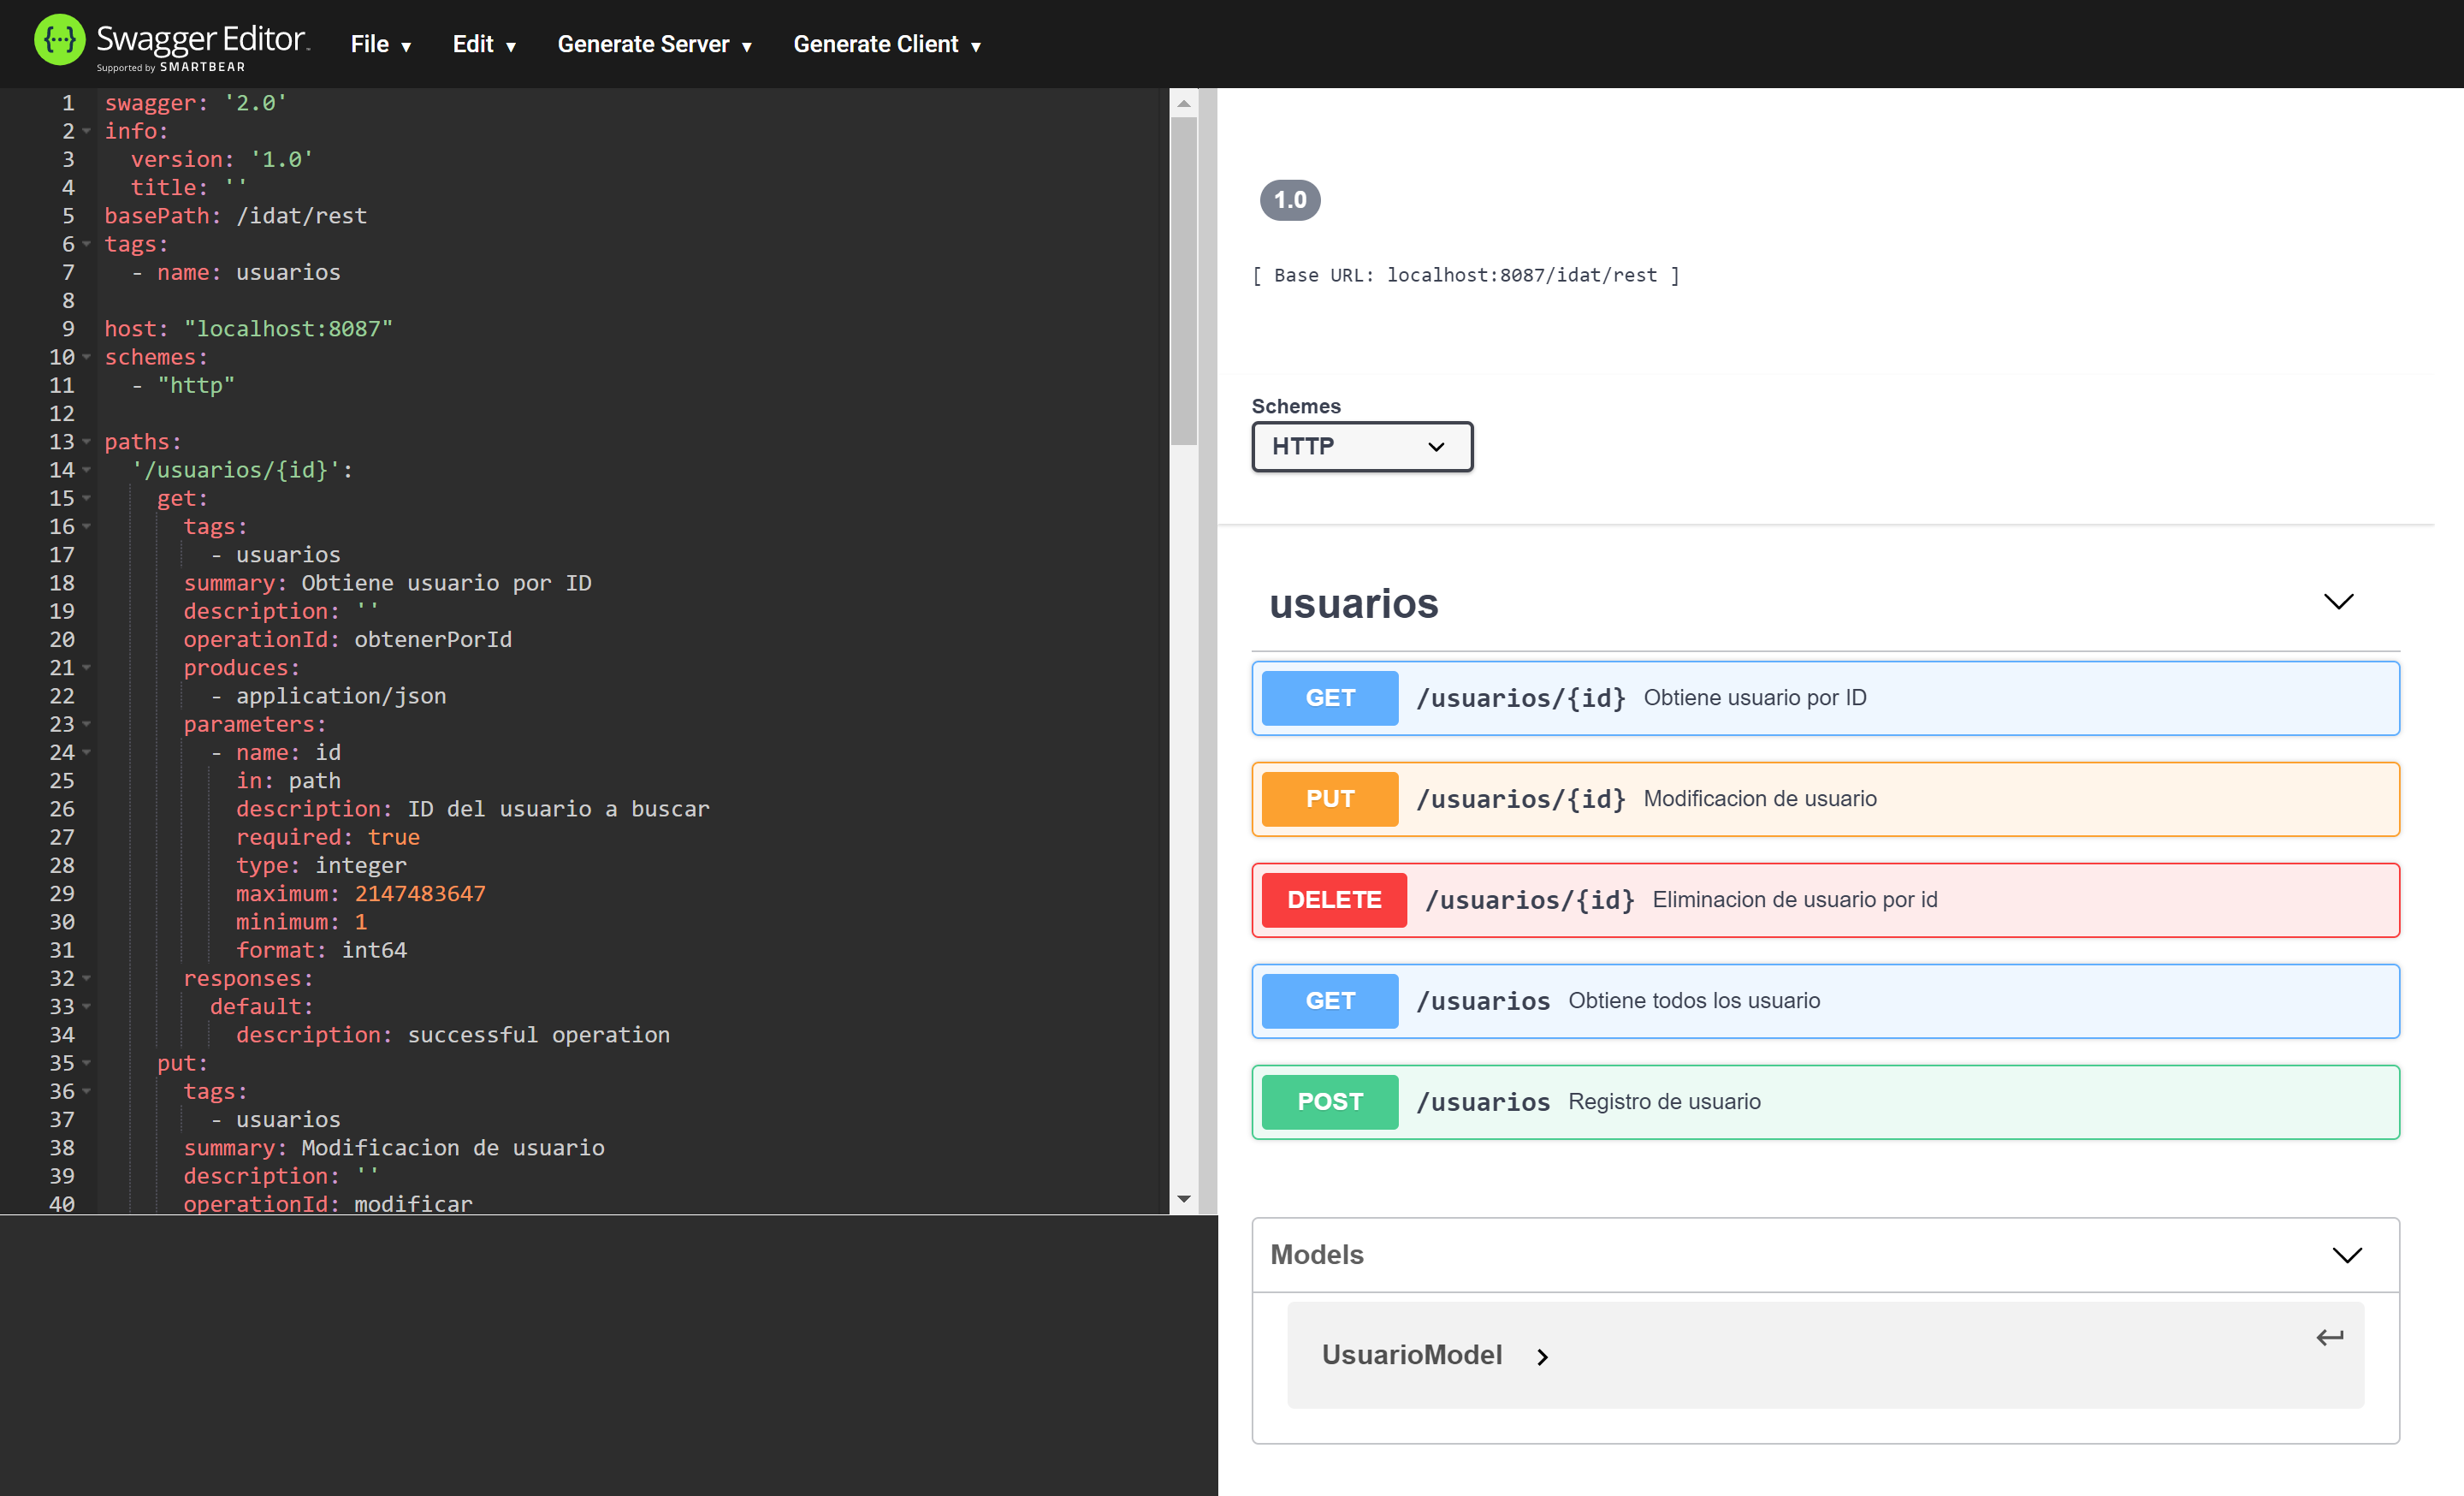 Swagger Editor
Supported by SMARTBEAR
File ▾ Edit ▾ Generate Server ▾ Generate Client ▾
1 swagger: '2.0'
2 info:
3 version: '1.0'
4 title: ''
5 basePath: /idat/rest
6 tags:
7 - name: usuarios
8
9 host: "localhost:8087"
10 schemes:
11 - "http"
12
13 paths:
14 '/usuarios/{id}':
15 get:
16 tags:
17 - usuarios
18 summary: Obtiene usuario por ID
19 description: ''
20 operationId: obtenerPorId
21 produces:
22 - application/json
23 parameters:
24 - name: id
25 in: path
26 description: ID del usuario a buscar
27 required: true
28 type: integer
29 maximum: 2147483647
30 minimum: 1
31 format: int64
32 responses:
33 default:
34 description: successful operation
35 put:
36 tags:
37 - usuarios
38 summary: Modificacion de usuario
39 description: ''
40 operationId: modificar
1.0
[ Base URL: localhost:8087/idat/rest ]
Schemes
HTTP
usuarios
GET /usuarios/{id} Obtiene usuario por ID
PUT /usuarios/{id} Modificacion de usuario
DELETE /usuarios/{id} Eliminacion de usuario por id
GET /usuarios Obtiene todos los usuario
POST /usuarios Registro de usuario
Models
UsuarioModel